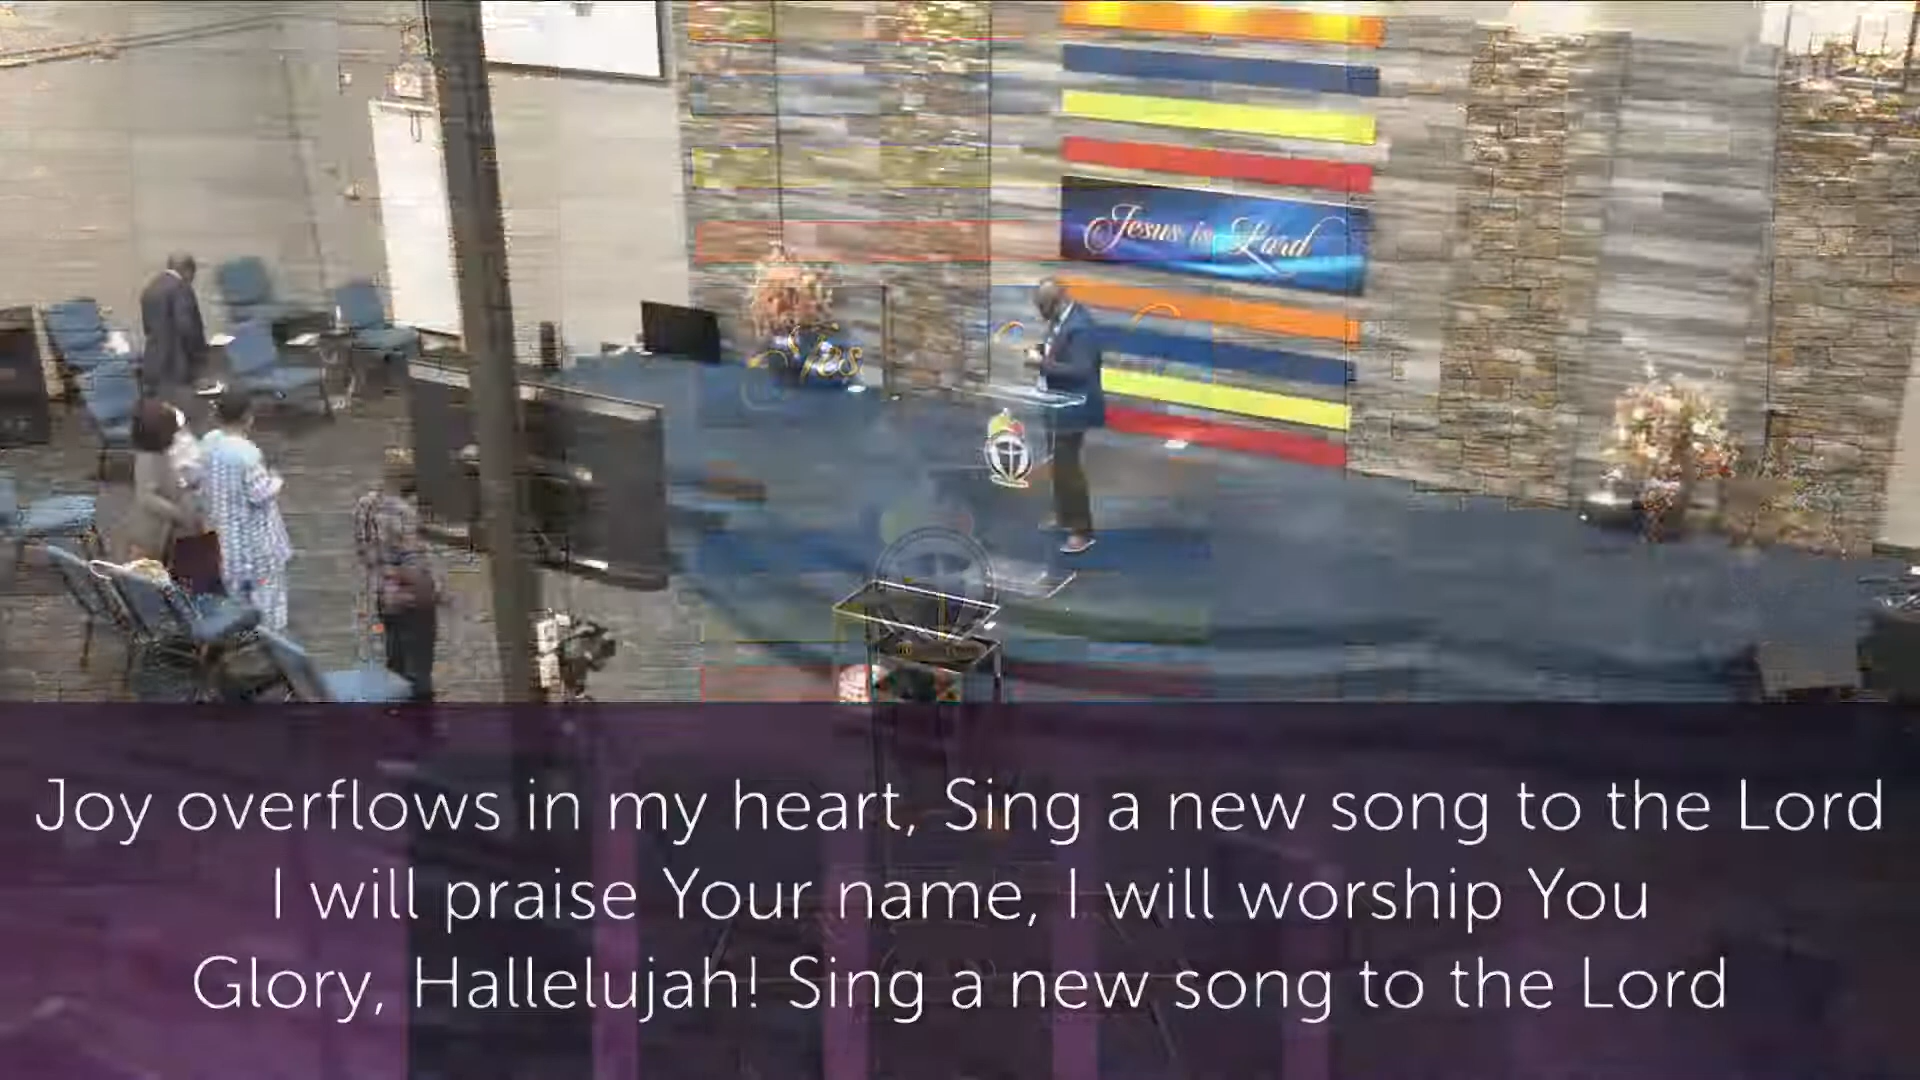 Jesus is Lord
Joy overflows in my heart, Sing a new song to the Lord
I will praise Your name, I will worship You
Glory, Hallelujah! Sing a new song to the Lord